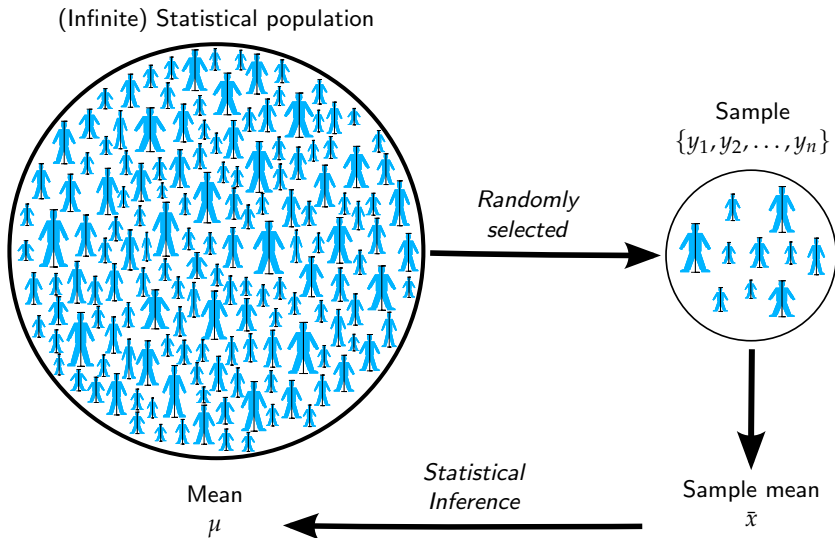 (Infinite) Statistical population
Sample
{y₁, y₂, . . . , yₙ}
Randomly
selected
Statistical
Inference
Mean
μ
Sample mean
x̄